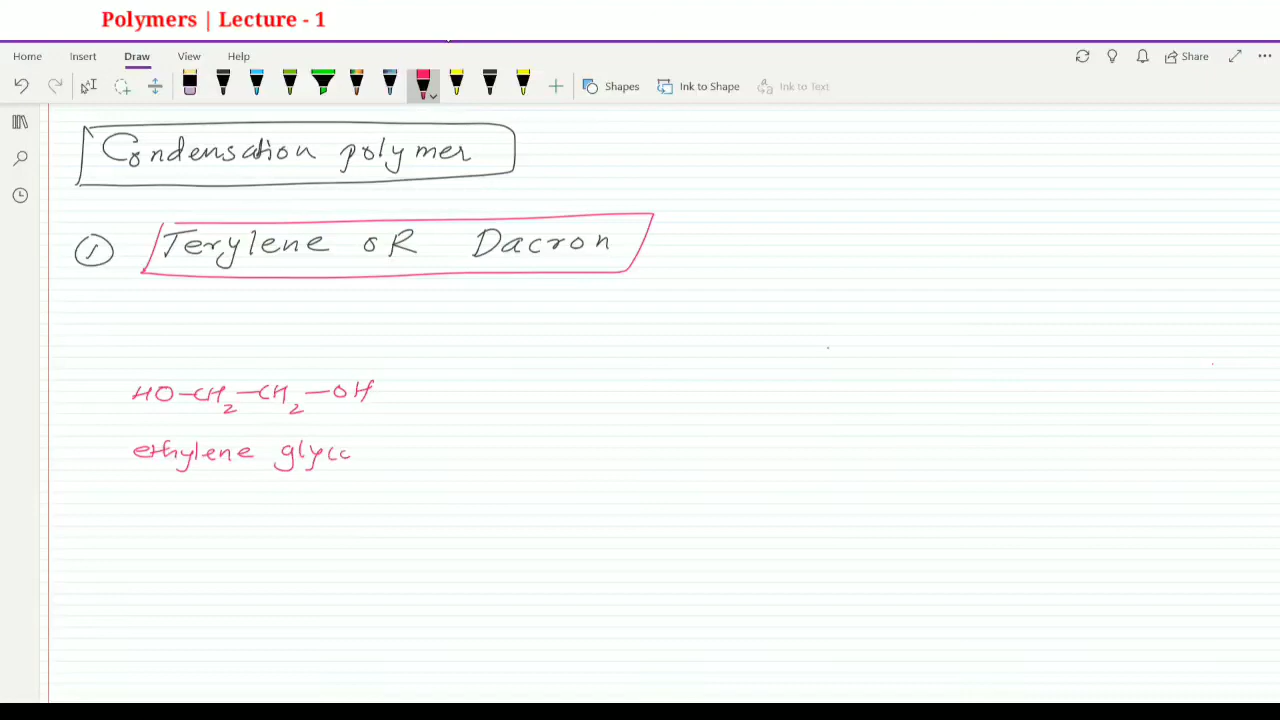 Polymers | Lecture - 1
Home Insert Draw View Help Share
Shapes Ink to Shape Ink to Text
Condensation polymer
1 Terylene OR Dacron
HO-CH2-CH2-OH
ethylene glyco